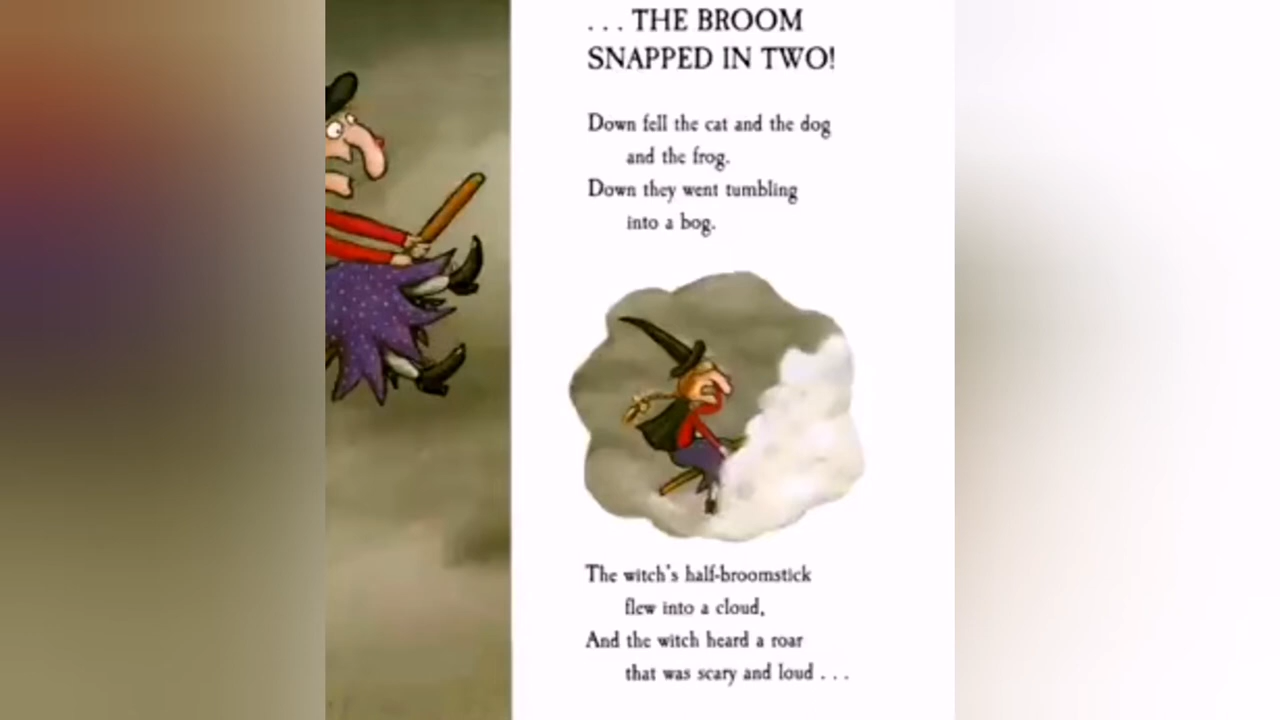 . . . THE BROOM
SNAPPED IN TWO!
Down fell the cat and the dog
and the frog.
Down they went tumbling
into a bog.
The witch's half-broomstick
flew into a cloud,
And the witch heard a roar
that was scary and loud . . .